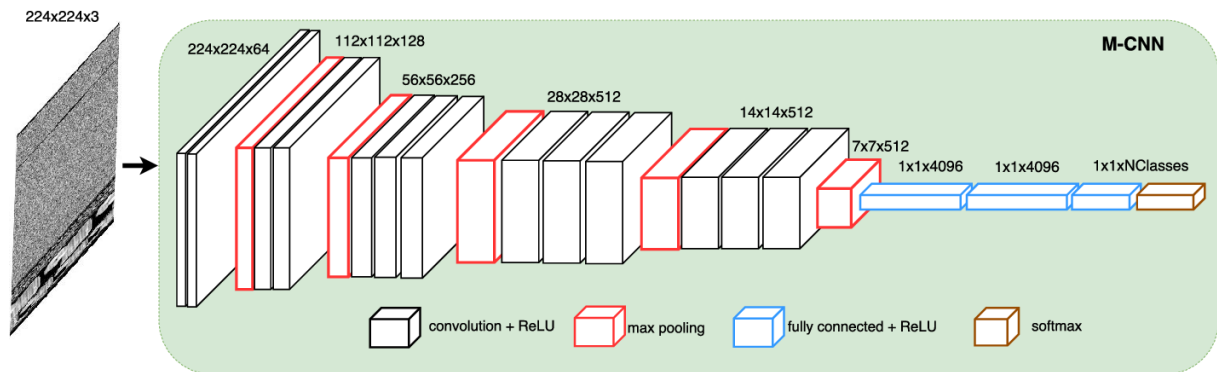 224x224x3
224x224x64
112x112x128
56x56x256
28x28x512
14x14x512
7x7x512
1x1x4096
1x1x4096
1x1xNClasses
M-CNN
convolution + ReLU
max pooling
fully connected + ReLU
softmax